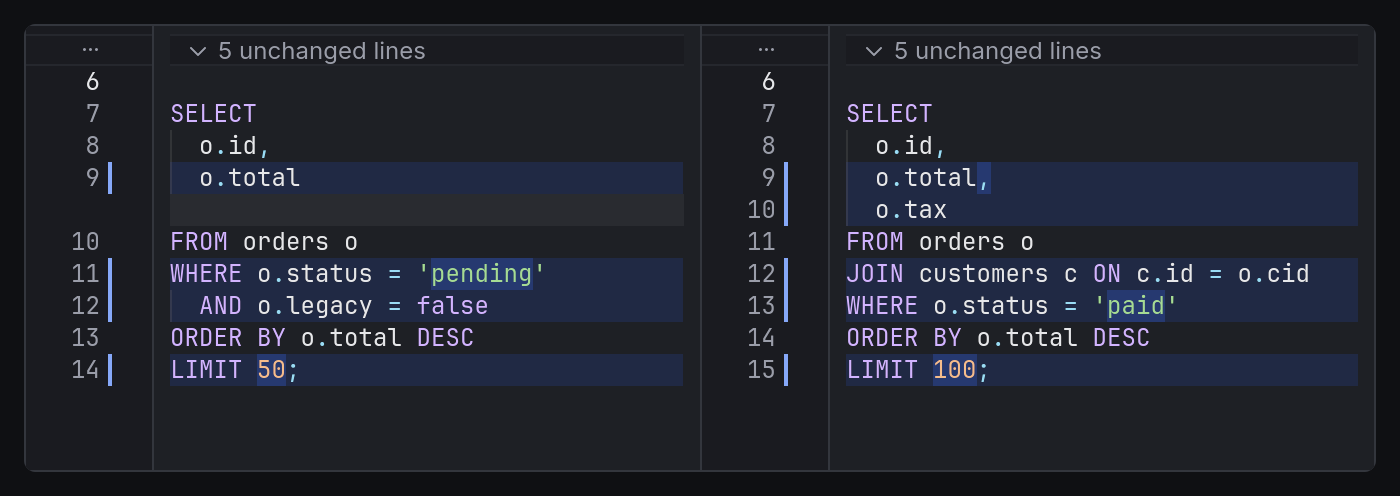 ... 5 unchanged lines
6
7 SELECT
8   o.id,
9   o.total
10 FROM orders o
11 WHERE o.status = 'pending'
12   AND o.legacy = false
13 ORDER BY o.total DESC
14 LIMIT 50;
... 5 unchanged lines
6
7 SELECT
8   o.id,
9   o.total,
10   o.tax
11 FROM orders o
12 JOIN customers c ON c.id = o.cid
13 WHERE o.status = 'paid'
14 ORDER BY o.total DESC
15 LIMIT 100;